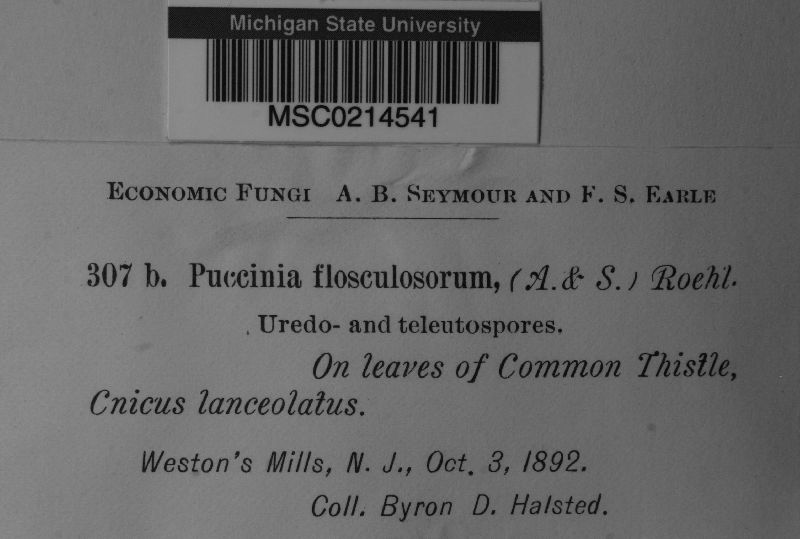 Michigan State University
MSC0214541
Economic Fungi A. B. Seymour and F. S. Earle
307 b. Puccinia flosculosorum, (A. & S.) Roehl.
Uredo- and teleutospores.
On leaves of Common Thistle,
Cnicus lanceolatus.
Weston's Mills, N. J., Oct. 3, 1892.
Coll. Byron D. Halsted.